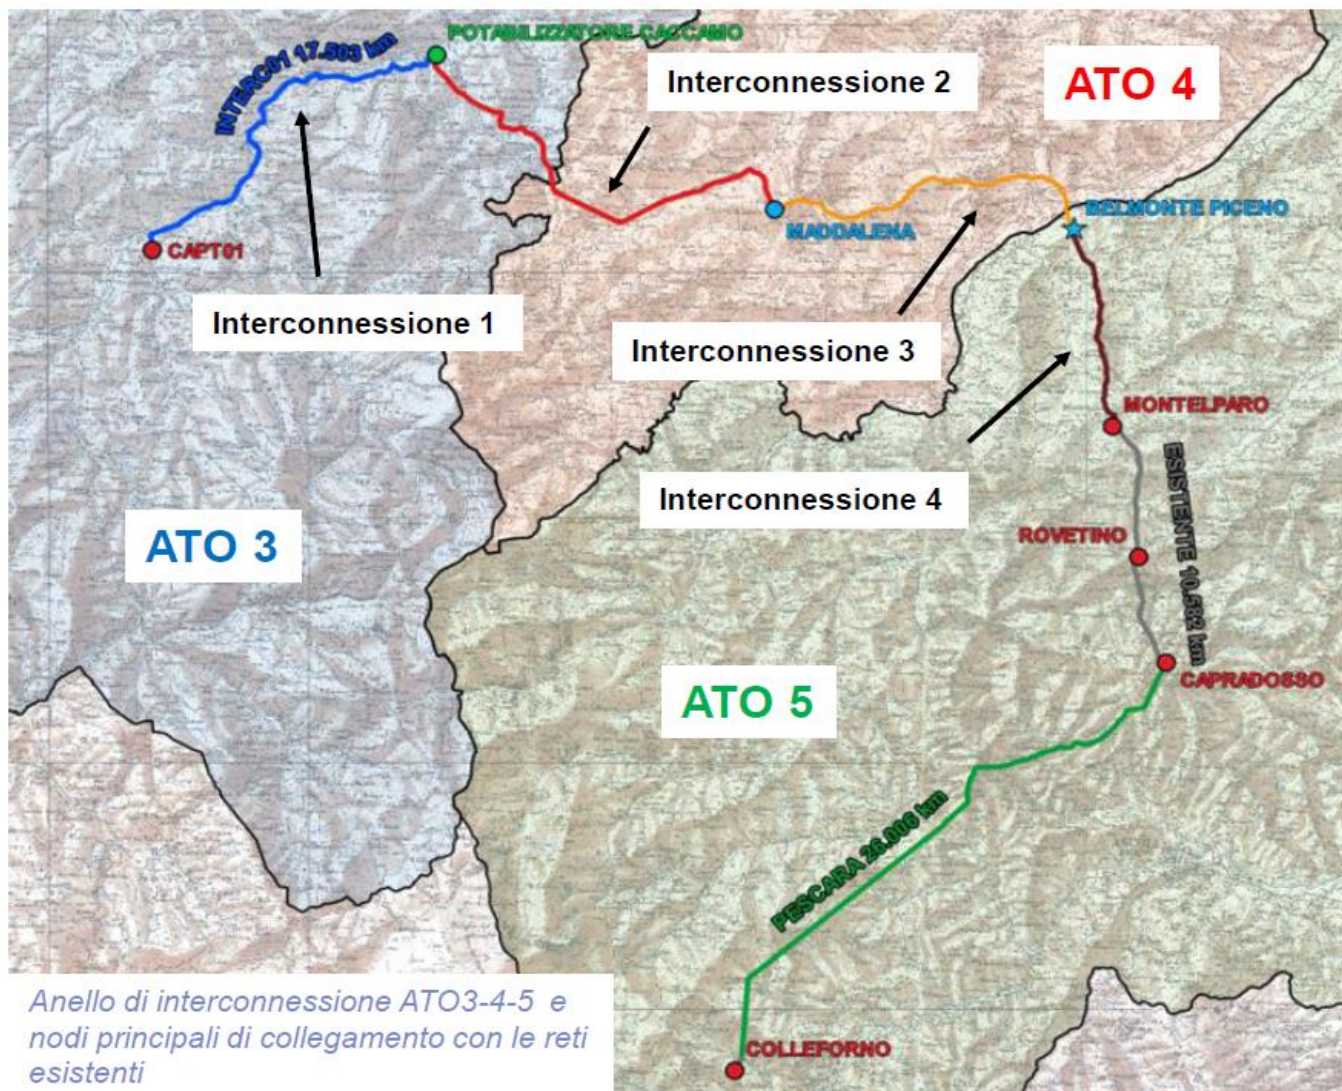 POTABILIZZATORE CACCAMO
INTERC01 17.503 km
Interconnessione 2
ATO 4
CAPT01
MADDALENA
BELMONTE PICENO
Interconnessione 1
Interconnessione 3
MONTELPARO
Interconnessione 4
ESISTENTE 10.582 km
ROVETINO
ATO 3
ATO 5
CAPRADOSSO
PESCARA 26.006 km
COLLEFORNO
Anello di interconnessione ATO3-4-5 e
nodi principali di collegamento con le reti
esistenti